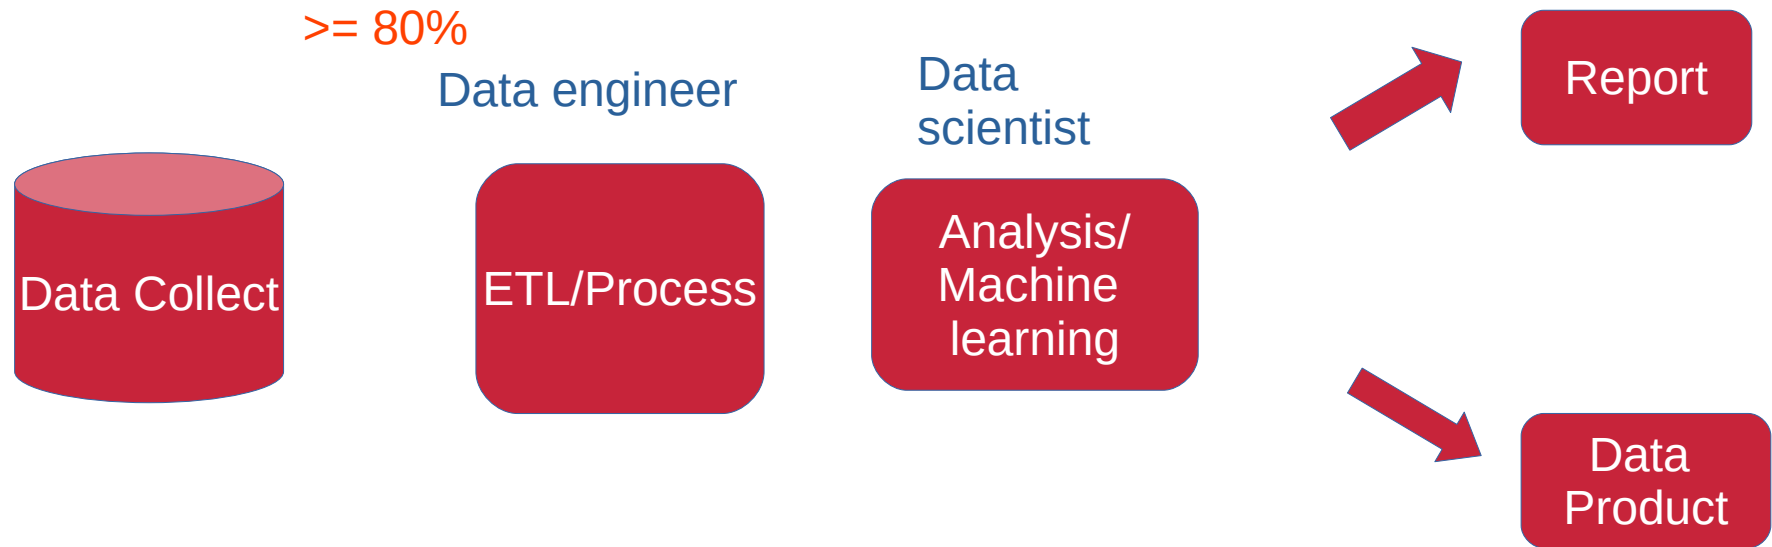 >= 80%
Data engineer
Data
scientist
Report
Data Collect
ETL/Process
Analysis/
Machine
learning
Data
Product